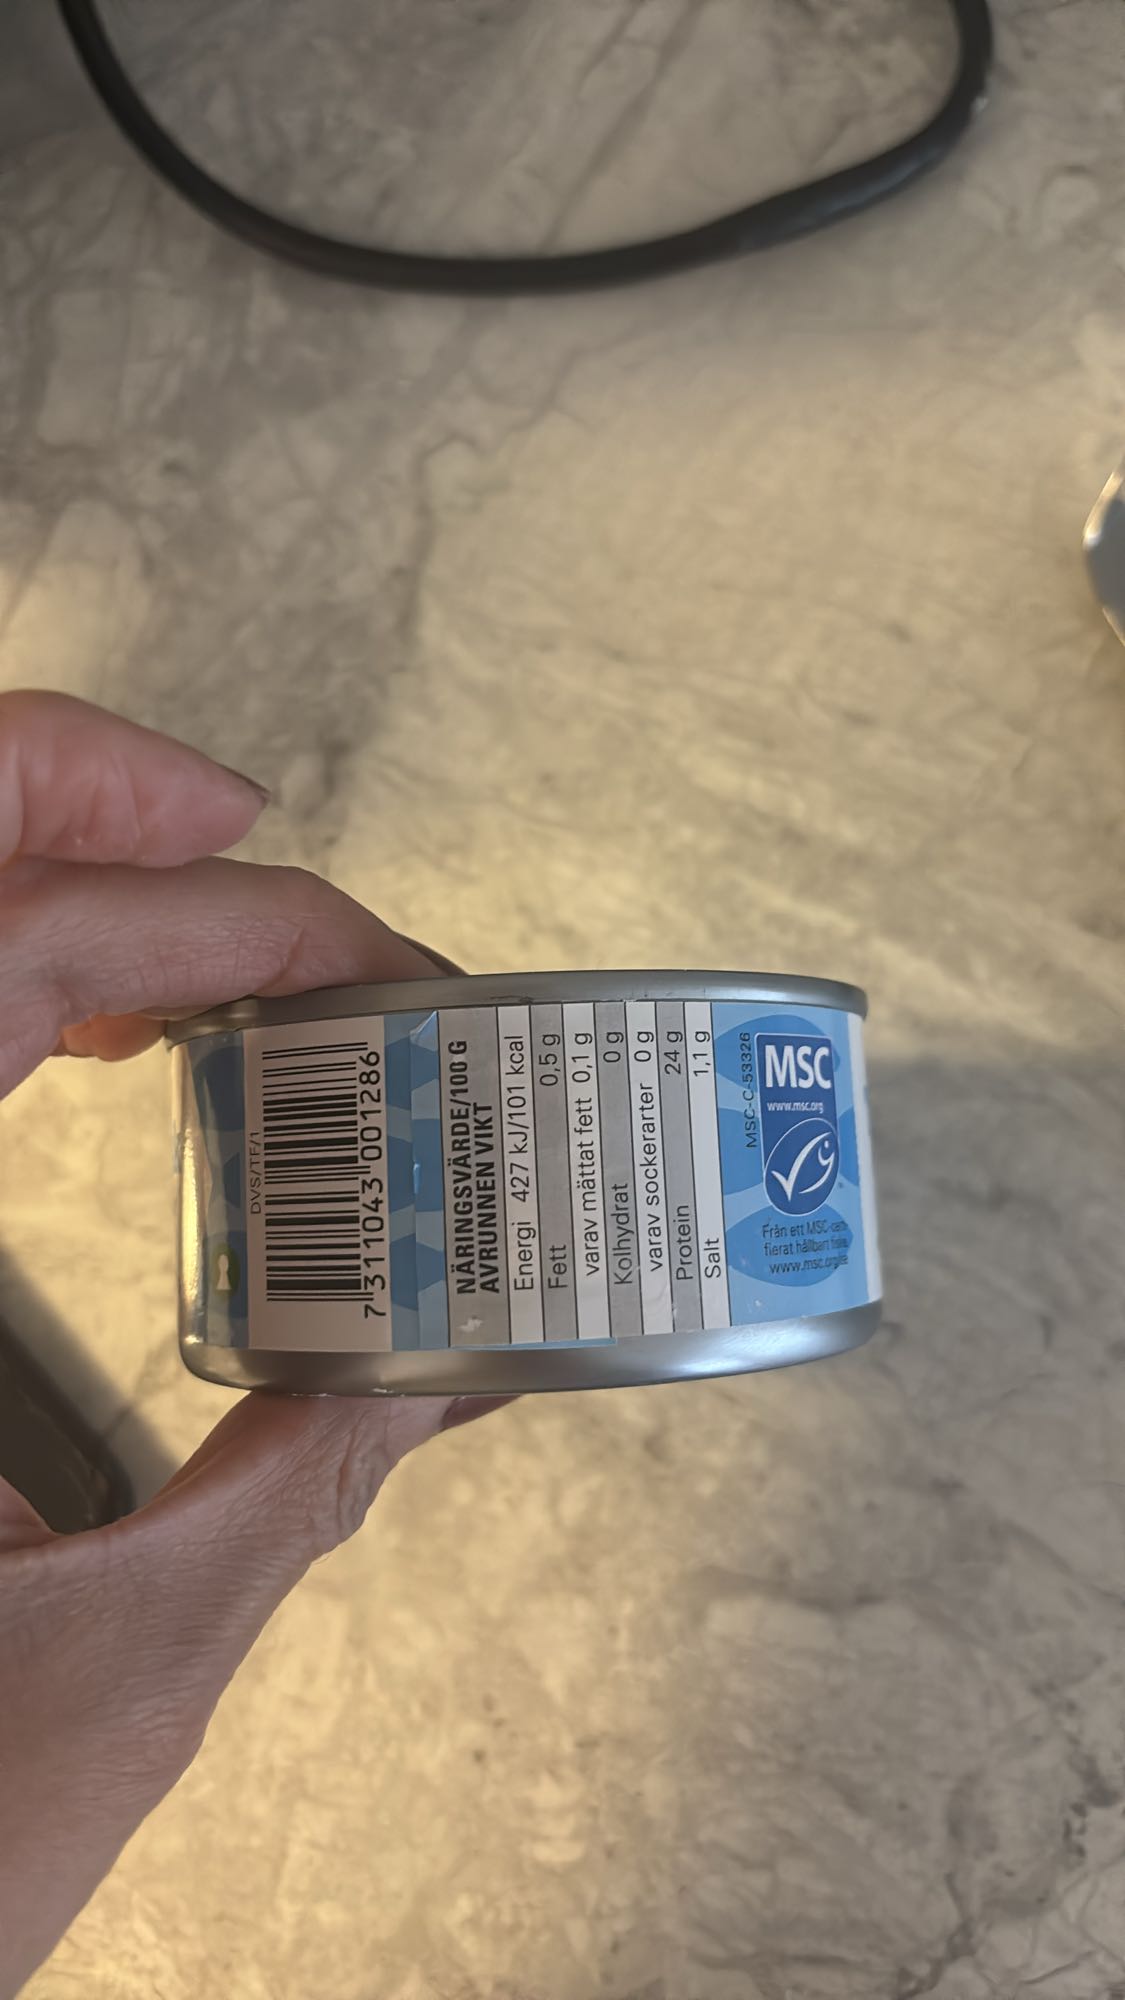 DVS/TF/1
7 311043 001286
NÄRINGSVÄRDE/100 G
AVRUNNEN VIKT
Energi 427 kJ/101 kcal
Fett 0,5 g
varav mättat fett 0,1 g
Kolhydrat 0 g
varav sockerarter 0 g
Protein 24 g
Salt 1,1 g
MSC-C-53326
MSC
www.msc.org
Från ett MSC-certi-
fierat hållbart fiske.
www.msc.org/se